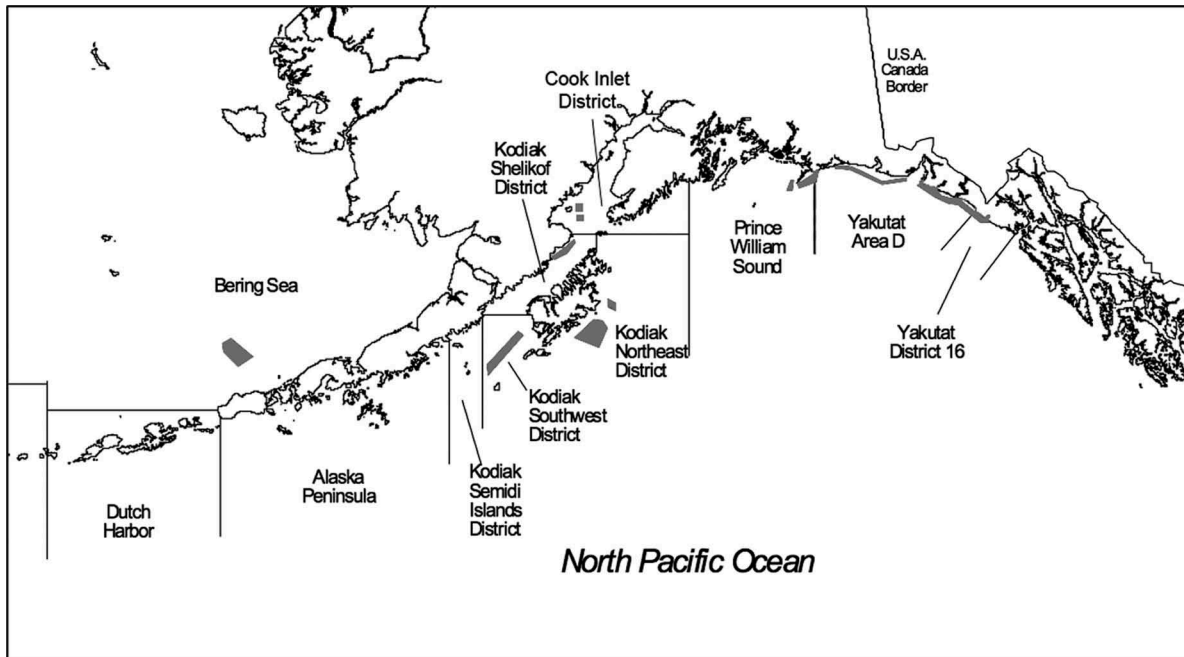 U.S.A.
Canada
Border
Cook Inlet
District
Kodiak
Shelikof
District
Prince
William
Sound
Yakutat
Area D
Bering Sea
Kodiak
Northeast
District
Yakutat
District 16
Kodiak
Southwest
District
Alaska
Peninsula
Kodiak
Semidi
Islands
District
Dutch
Harbor
North Pacific Ocean